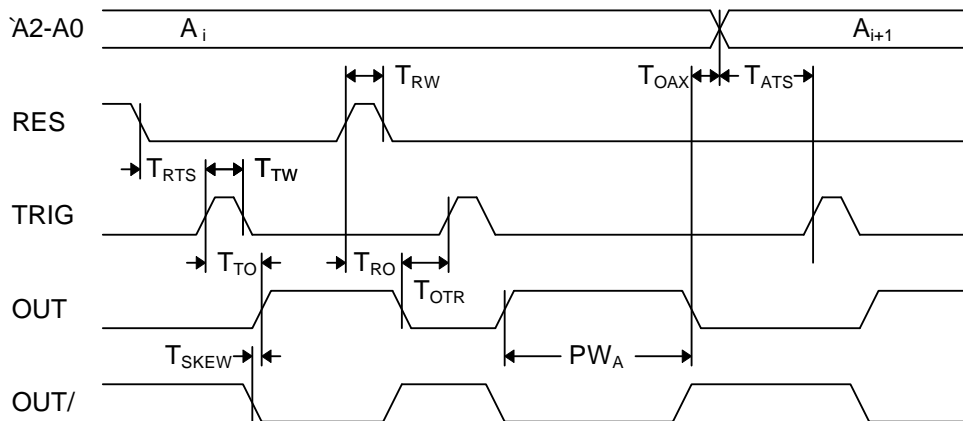 `A2-A0
A i
A i+1
T RW
T OAX
T ATS
RES
T RTS
T TW
TRIG
T TO
T RO
T OTR
OUT
T SKEW
PW A
OUT/